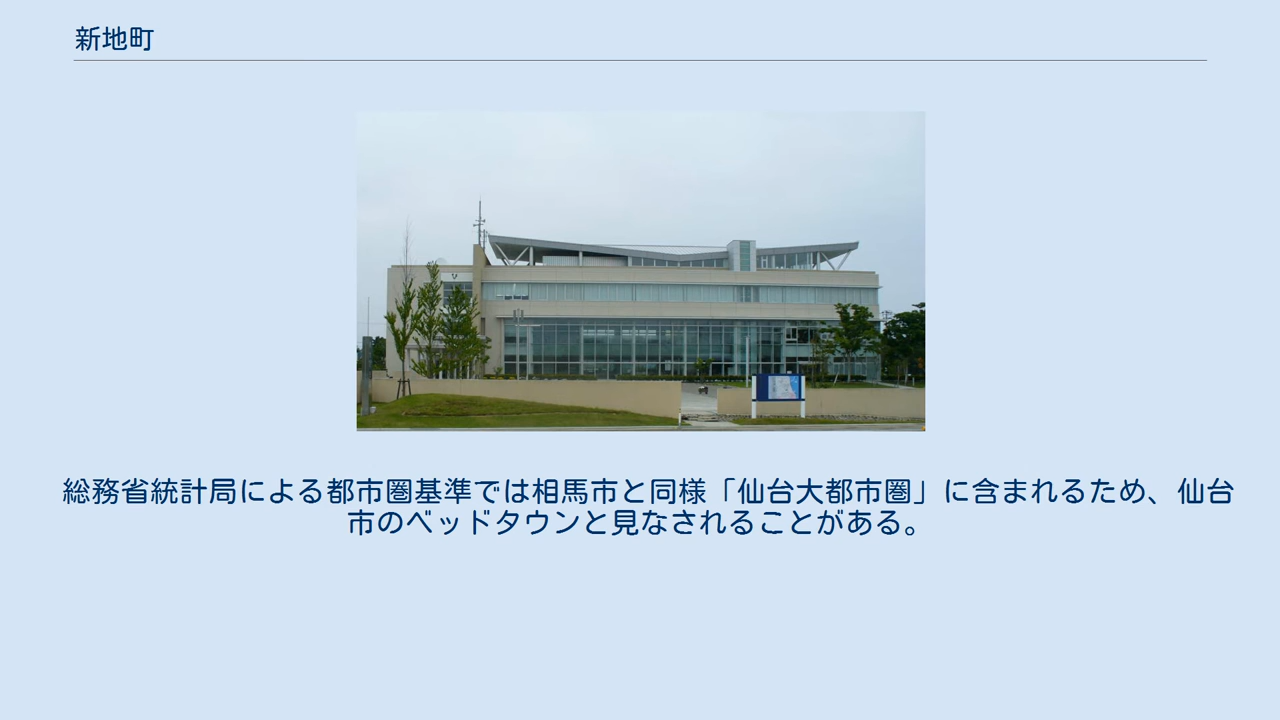 新地町
総務省統計局による都市圏基準では相馬市と同様「仙台大都市圏」に含まれるため、仙台
市のベッドタウンと見なされることがある。